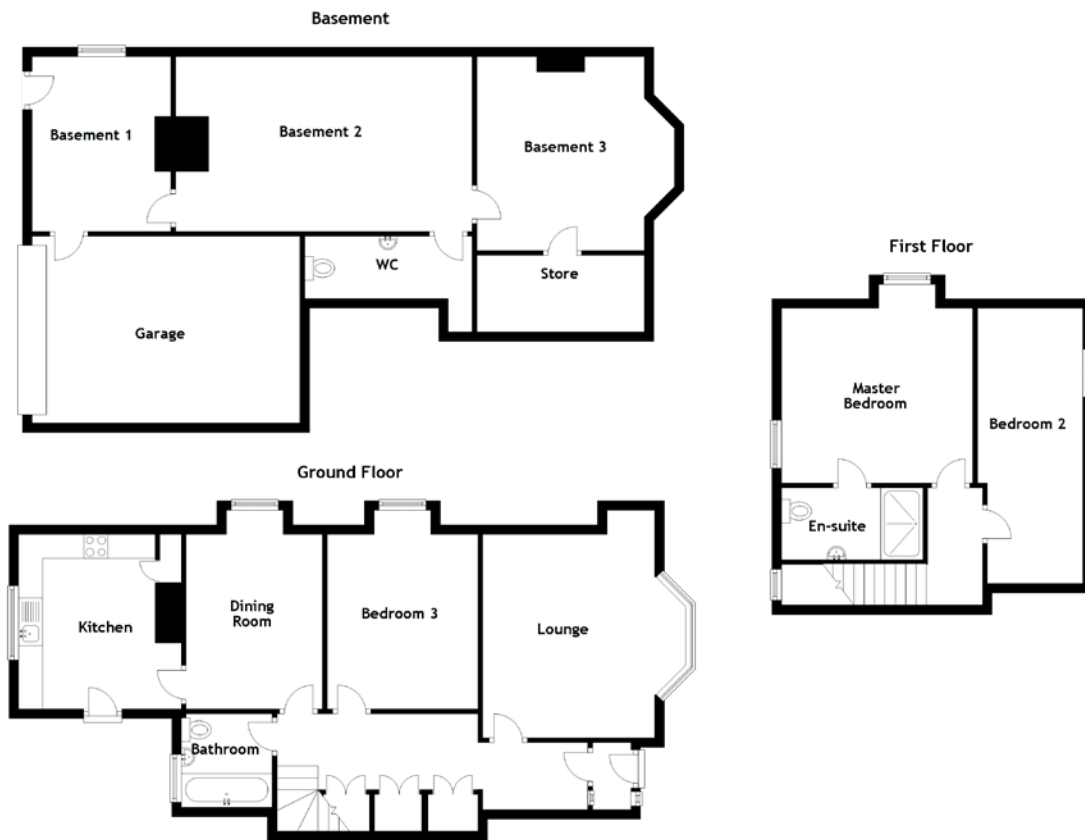 Basement
Basement 1
Basement 2
Basement 3
WC
Store
Garage
First Floor
Master
Bedroom
Bedroom 2
En-suite
Ground Floor
Kitchen
Dining
Room
Bedroom 3
Lounge
Bathroom